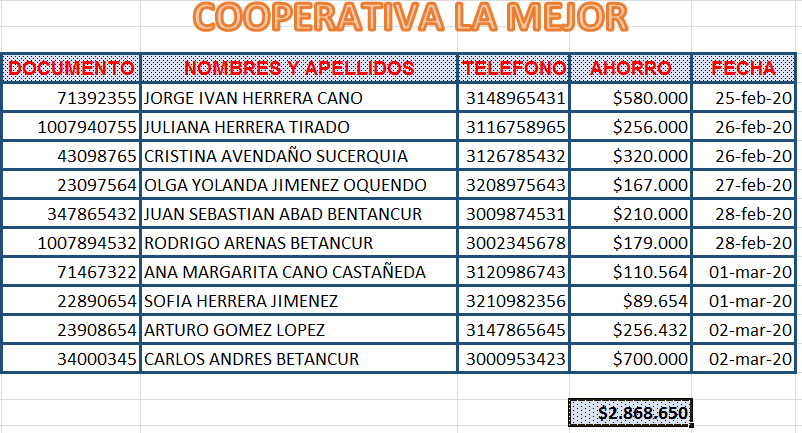 COOPERATIVA LA MEJOR
DOCUMENTO NOMBRES Y APELLIDOS TELEFONO AHORRO FECHA
71392355 JORGE IVAN HERRERA CANO 3148965431 $580.000 25-feb-20
1007940755 JULIANA HERRERA TIRADO 3116758965 $256.000 26-feb-20
43098765 CRISTINA AVENDAÑO SUCERQUIA 3126785432 $320.000 26-feb-20
23097564 OLGA YOLANDA JIMENEZ OQUENDO 3208975643 $167.000 27-feb-20
347865432 JUAN SEBASTIAN ABAD BENTANCUR 3009874531 $210.000 28-feb-20
1007894532 RODRIGO ARENAS BETANCUR 3002345678 $179.000 28-feb-20
71467322 ANA MARGARITA CANO CASTAÑEDA 3120986743 $110.564 01-mar-20
22890654 SOFIA HERRERA JIMENEZ 3210982356 $89.654 01-mar-20
23908654 ARTURO GOMEZ LOPEZ 3147865645 $256.432 02-mar-20
34000345 CARLOS ANDRES BETANCUR 3000953423 $700.000 02-mar-20
$2.868.650